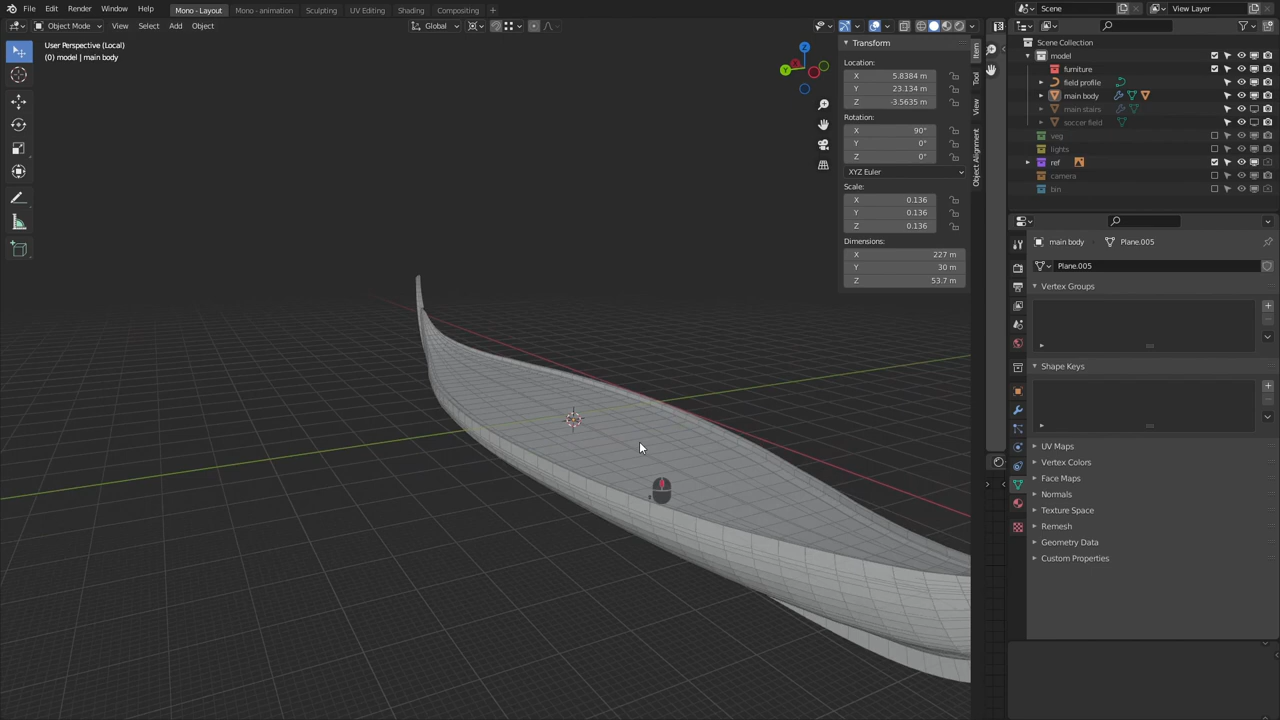 File Edit Render Window Help Mono - Layout Mono - animation Sculpting UV Editing Shading Compositing + Scene View Layer
Object Mode View Select Add Object Global
User Perspective (Local)
(0) model | main body
Transform
Location:
X 5.8384 m
Y 23.134 m
Z -3.5635 m
Rotation:
X 90°
Y 0°
Z 0°
XYZ Euler
Scale:
X 0.136
Y 0.136
Z 0.136
Dimensions:
X 227 m
Y 30 m
Z 53.7 m
Item
Tool
View
Object Alignment
Z
Y
Scene Collection
model
furniture
field profile
main body
main stairs
soccer field
veg
lights
ref
camera
bin
main body Plane.005
Plane.005
Vertex Groups
Shape Keys
UV Maps
Vertex Colors
Face Maps
Normals
Texture Space
Remesh
Geometry Data
Custom Properties